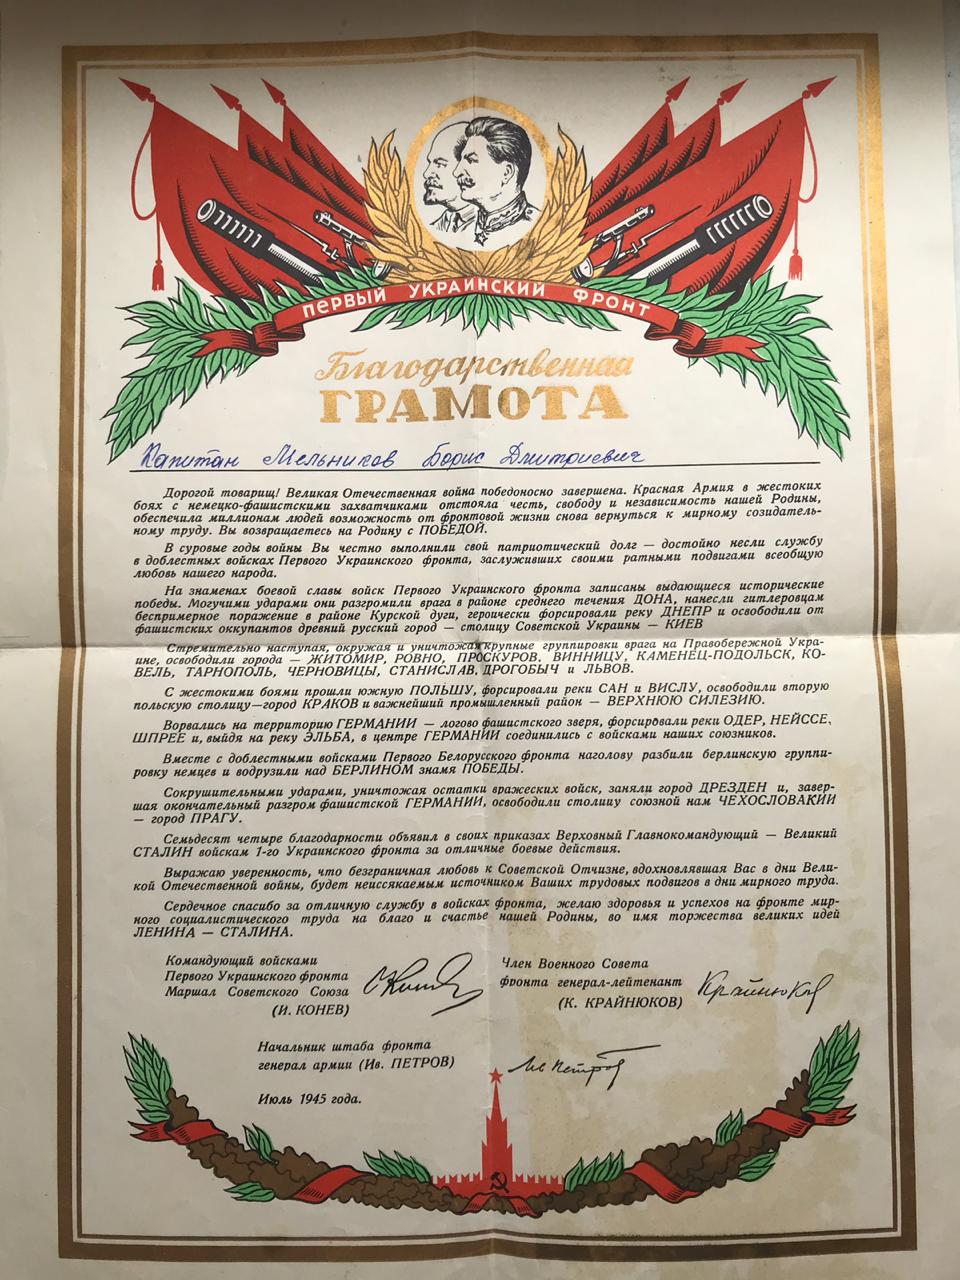 ПЕРВЫЙ УКРАИНСКИЙ ФРОНТ
Благодарственная
ГРАМОТА
Капитан Мельников Борис Дмитриевич
Дорогой товарищ! Великая Отечественная война победоносно завершена. Красная Армия в жестоких
боях с немецко-фашистскими захватчиками отстояла честь, свободу и независимость нашей Родины,
обеспечила миллионам людей возможность от фронтовой жизни снова вернуться к мирному созидатель-
ному труду. Вы возвращаетесь на Родину с ПОБЕДОЙ.
В суровые годы войны Вы честно выполнили свой патриотический долг — достойно несли службу
в доблестных войсках Первого Украинского фронта, заслуживших своими ратными подвигами всеобщую
любовь нашего народа.
На знаменах боевой славы войск Первого Украинского фронта записаны выдающиеся исторические
победы. Могучими ударами они разгромили врага в районе среднего течения ДОНА, нанесли гитлеровцам
беспримерное поражение в районе Курской дуги, героически форсировали реку ДНЕПР и освободили от
фашистских оккупантов древний русский город — столицу Советской Украины — КИЕВ
Стремительно наступая, окружая и уничтожая крупные группировки врага на Правобережной Укра-
ине, освободили города — ЖИТОМИР, РОВНО, ПРОСКУРОВ, ВИННИЦУ, КАМЕНЕЦ-ПОДОЛЬСК, КО-
ВЕЛЬ, ТАРНОПОЛЬ, ЧЕРНОВИЦЫ, СТАНИСЛАВ, ДРОГОБЫЧ и ЛЬВОВ.
С жестокими боями прошли южную ПОЛЬШУ, форсировали реки САН и ВИСЛУ, освободили вторую
польскую столицу—город КРАКОВ и важнейший промышленный район — ВЕРХНЮЮ СИЛЕЗИЮ.
Ворвались на территорию ГЕРМАНИИ — логово фашистского зверя, форсировали реки ОДЕР, НЕЙССЕ,
ШПРЕЕ и, выйдя на реку ЭЛЬБА, в центре ГЕРМАНИИ соединились с войсками наших союзников.
Вместе с доблестными войсками Первого Белорусского фронта наголову разбили берлинскую группи-
ровку немцев и водрузили над БЕРЛИНОМ знамя ПОБЕДЫ.
Сокрушительными ударами, уничтожая остатки вражеских войск, заняли город ДРЕЗДЕН и, завер-
шая окончательный разгром фашистской ГЕРМАНИИ, освободили столицу союзной нам ЧЕХОСЛОВАКИИ
— город ПРАГУ.
Семьдесят четыре благодарности объявил в своих приказах Верховный Главнокомандующий — Великий
СТАЛИН войскам 1-го Украинского фронта за отличные боевые действия.
Выражаю уверенность, что безграничная любовь к Советской Отчизне, вдохновлявшая Вас в дни Вели-
кой Отечественной войны, будет неиссякаемым источником Ваших трудовых подвигов в дни мирного труда.
Сердечное спасибо за отличную службу в войсках фронта, желаю здоровья и успехов на фронте мир-
ного социалистического труда на благо и счастье нашей Родины, во имя торжества великих идей
ЛЕНИНА — СТАЛИНА.
Командующий войсками
Первого Украинского фронта
Маршал Советского Союза
(И. КОНЕВ)
Член Военного Совета
фронта генерал-лейтенант
(К. КРАЙНЮКОВ)
Крайнюков
Начальник штаба фронта
генерал армии (Ив. ПЕТРОВ)
Ив Петров
Июль 1945 года.